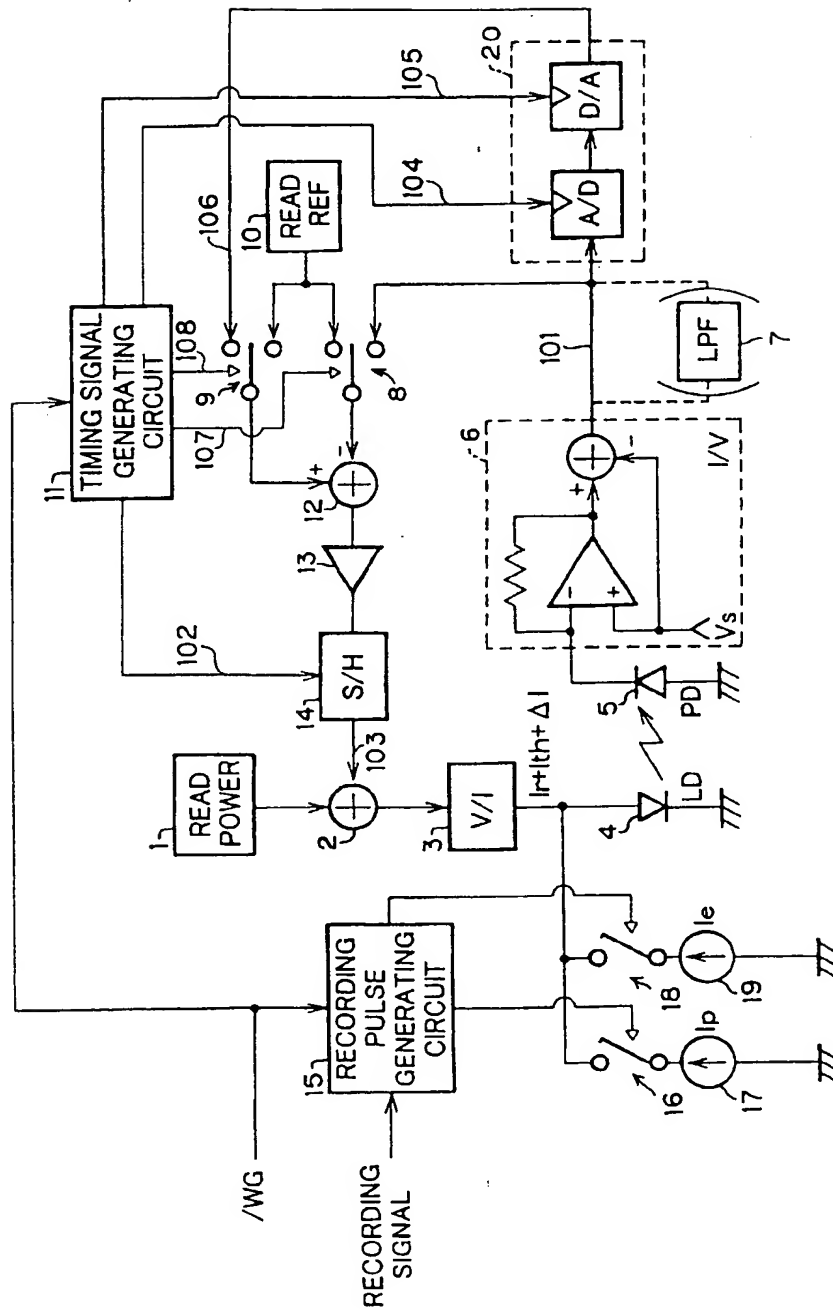 /WG
RECORDING
SIGNAL
15
RECORDING
PULSE
GENERATING
CIRCUIT
16
Ip
17
18
Ie
19
1
READ
POWER
2
103
3
V/I
Ir+Ith+ΔI
4
LD
5
PD
102
14
S/H
13
12
+
-
11
TIMING SIGNAL
GENERATING
CIRCUIT
107
108
9
8
106
10
READ
REF
104
105
20
A/D
D/A
6
-
+
+
-
Vs
I/V
101
LPF
7